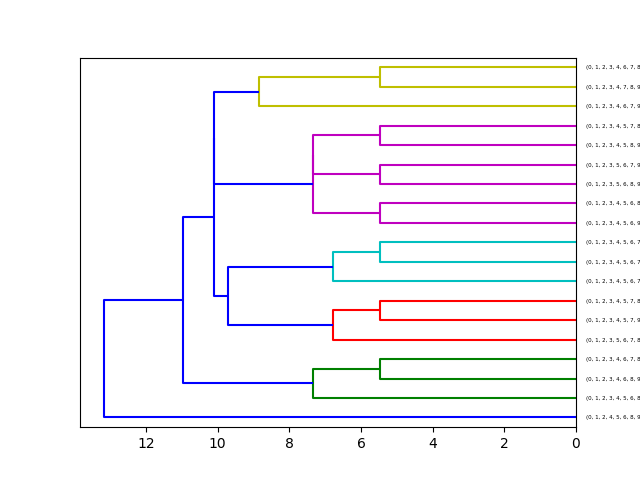 (0, 1, 2, 3, 4, 6, 7, 8
(0, 1, 2, 3, 4, 7, 8, 9
(0, 1, 2, 3, 4, 6, 7, 9
(0, 1, 2, 3, 4, 5, 7, 8
(0, 1, 2, 3, 4, 5, 8, 9
(0, 1, 2, 3, 5, 6, 7, 9
(0, 1, 2, 3, 5, 6, 8, 9
(0, 1, 2, 3, 4, 5, 6, 8
(0, 1, 2, 3, 4, 5, 6, 9
(0, 1, 2, 3, 4, 5, 6, 7
(0, 1, 2, 3, 4, 5, 6, 7
(0, 1, 2, 3, 4, 5, 6, 7
(0, 1, 2, 3, 4, 5, 7, 8
(0, 1, 2, 3, 4, 5, 7, 9
(0, 1, 2, 3, 5, 6, 7, 8
(0, 1, 2, 3, 4, 6, 7, 8
(0, 1, 2, 3, 4, 6, 8, 9
(0, 1, 2, 3, 4, 5, 6, 8
(0, 1, 2, 4, 5, 6, 8, 9
12 10 8 6 4 2 0